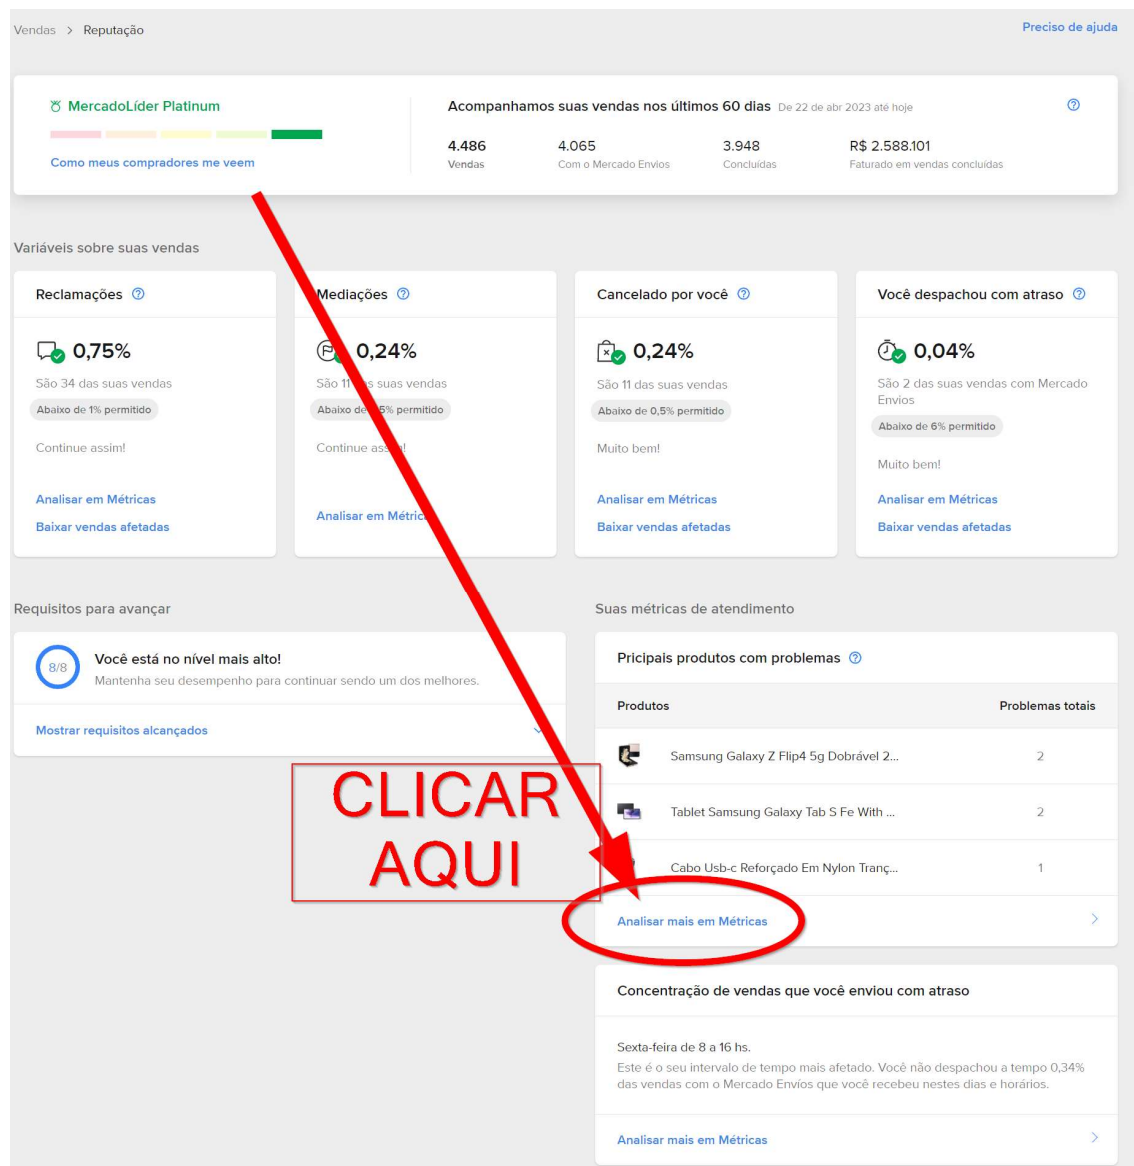 Vendas > Reputação
Preciso de ajuda
MercadoLíder Platinum
Como meus compradores me veem
Acompanhamos suas vendas nos últimos 60 dias De 22 de abr 2023 até hoje
4.486
Vendas
4.065
Com o Mercado Envios
3.948
Concluídas
R$ 2.588.101
Faturado em vendas concluídas
Variáveis sobre suas vendas
Reclamações
0,75%
São 34 das suas vendas
Abaixo de 1% permitido
Continue assim!
Analisar em Métricas
Baixar vendas afetadas
Mediações
0,24%
São 11 das suas vendas
Abaixo de 5% permitido
Continue assim!
Analisar em Métric
Cancelado por você
0,24%
São 11 das suas vendas
Abaixo de 0,5% permitido
Muito bem!
Analisar em Métricas
Baixar vendas afetadas
Você despachou com atraso
0,04%
São 2 das suas vendas com Mercado
Envios
Abaixo de 6% permitido
Muito bem!
Analisar em Métricas
Baixar vendas afetadas
Requisitos para avançar
8/8
Você está no nível mais alto!
Mantenha seu desempenho para continuar sendo um dos melhores.
Mostrar requisitos alcançados
CLICAR
AQUI
Suas métricas de atendimento
Pricipais produtos com problemas
Produtos
Problemas totais
Samsung Galaxy Z Flip4 5g Dobrável 2...
2
Tablet Samsung Galaxy Tab S Fe With ...
2
Cabo Usb-c Reforçado Em Nylon Tranç...
1
Analisar mais em Métricas
Concentração de vendas que você enviou com atraso
Sexta-feira de 8 a 16 hs.
Este é o seu intervalo de tempo mais afetado. Você não despachou a tempo 0,34%
das vendas com o Mercado Envíos que você recebeu nestes dias e horários.
Analisar mais em Métricas